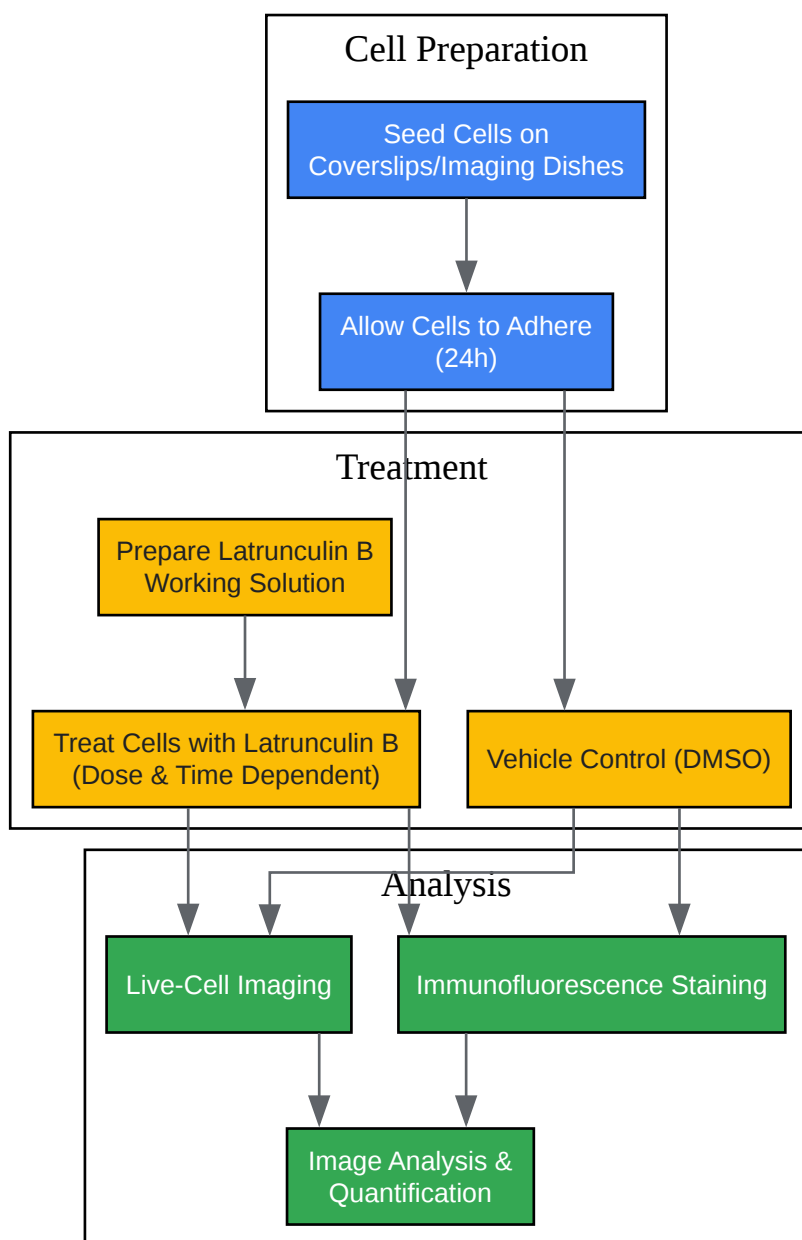 Cell Preparation
Seed Cells on
Coverslips/Imaging Dishes
Allow Cells to Adhere
(24h)
Treatment
Prepare Latrunculin B
Working Solution
Treat Cells with Latrunculin B
(Dose & Time Dependent)
Vehicle Control (DMSO)
Analysis
Live-Cell Imaging
Immunofluorescence Staining
Image Analysis &
Quantification